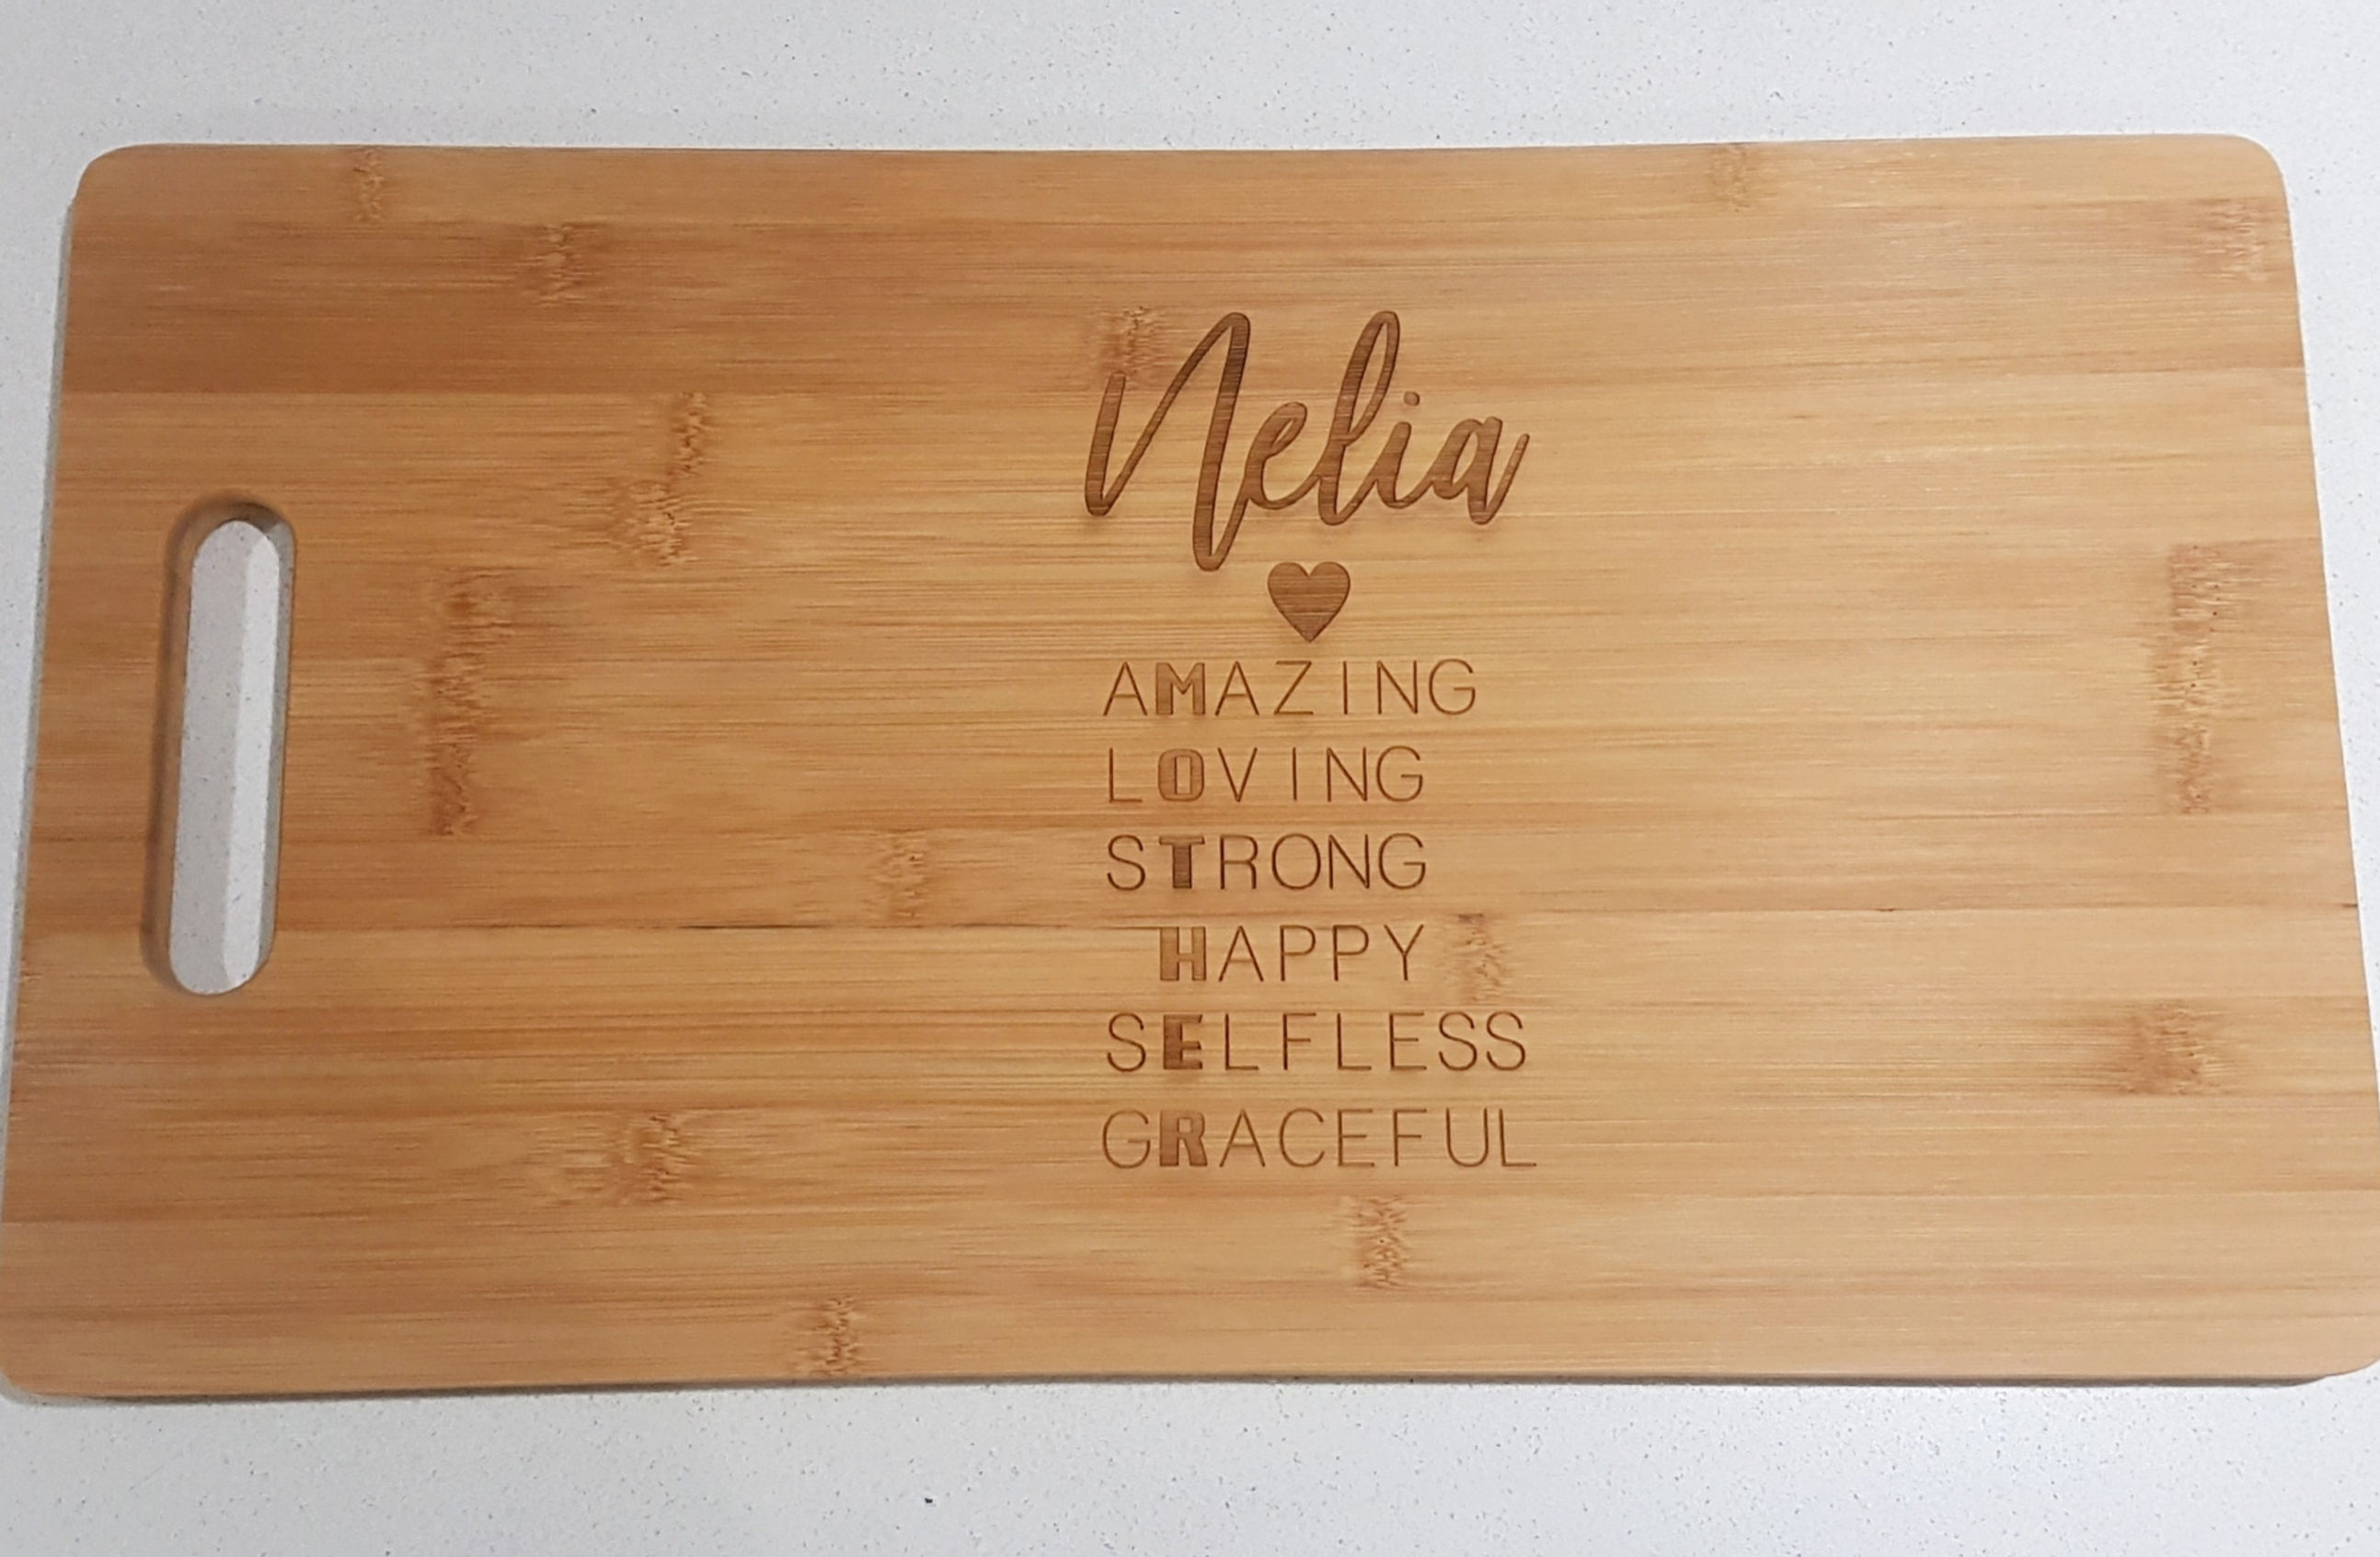 Nelia
AMAZING
LOVING
STRONG
HAPPY
SELFLESS
GRACEFUL